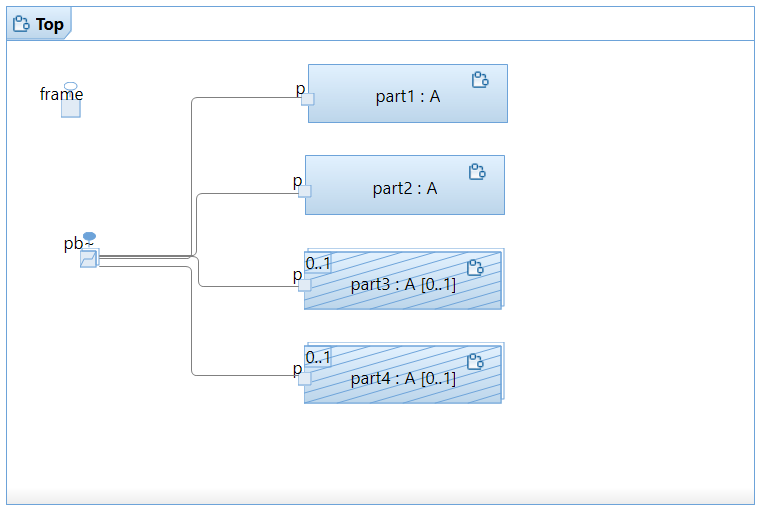 Top
frame
p
part1 : A
p
part2 : A
pb~
0..1
p
part3 : A [0..1]
0..1
p
part4 : A [0..1]